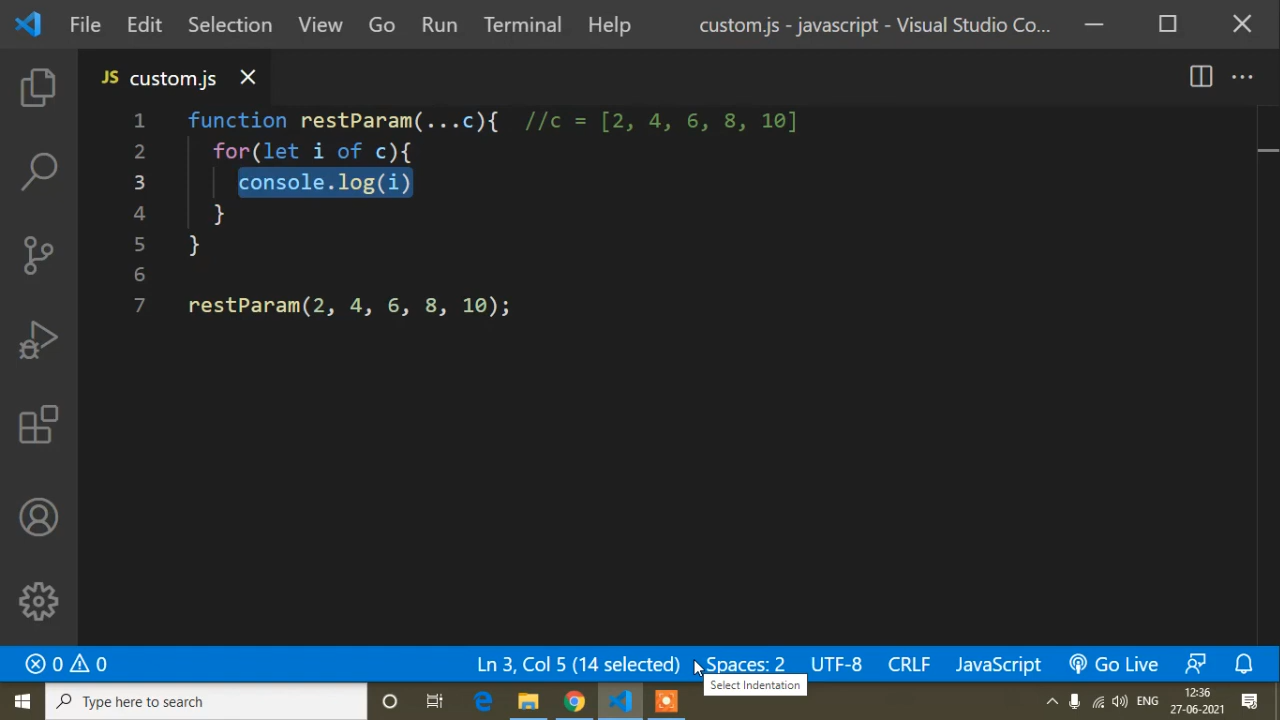 File Edit Selection View Go Run Terminal Help custom.js - javascript - Visual Studio Co...
JS custom.js
1 function restParam(...c){ //c = [2, 4, 6, 8, 10]
2 for(let i of c){
3 console.log(i)
4 }
5 }
6
7 restParam(2, 4, 6, 8, 10);
0 0 Ln 3, Col 5 (14 selected) Spaces: 2 UTF-8 CRLF JavaScript Go Live
Select Indentation
Type here to search ENG 12:36
27-06-2021